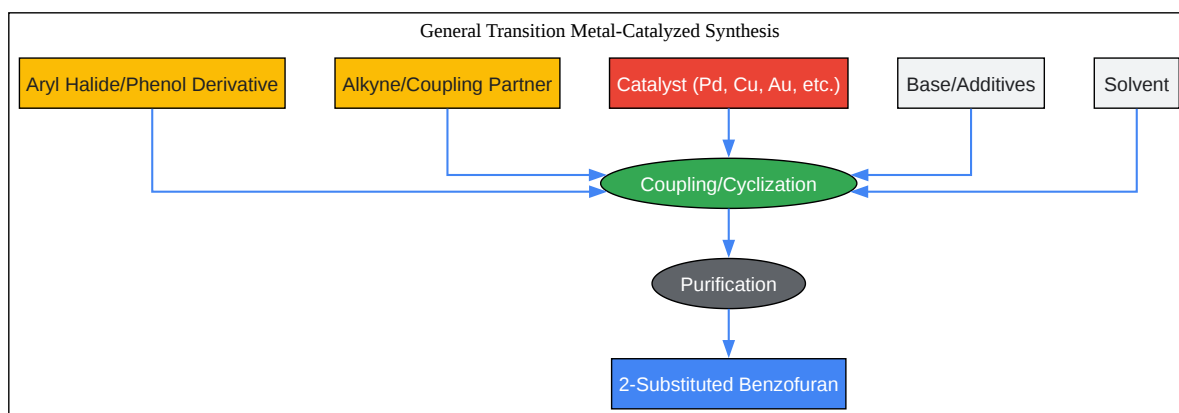 General Transition Metal-Catalyzed Synthesis
Aryl Halide/Phenol Derivative
Alkyne/Coupling Partner
Catalyst (Pd, Cu, Au, etc.)
Base/Additives
Solvent
Coupling/Cyclization
Purification
2-Substituted Benzofuran